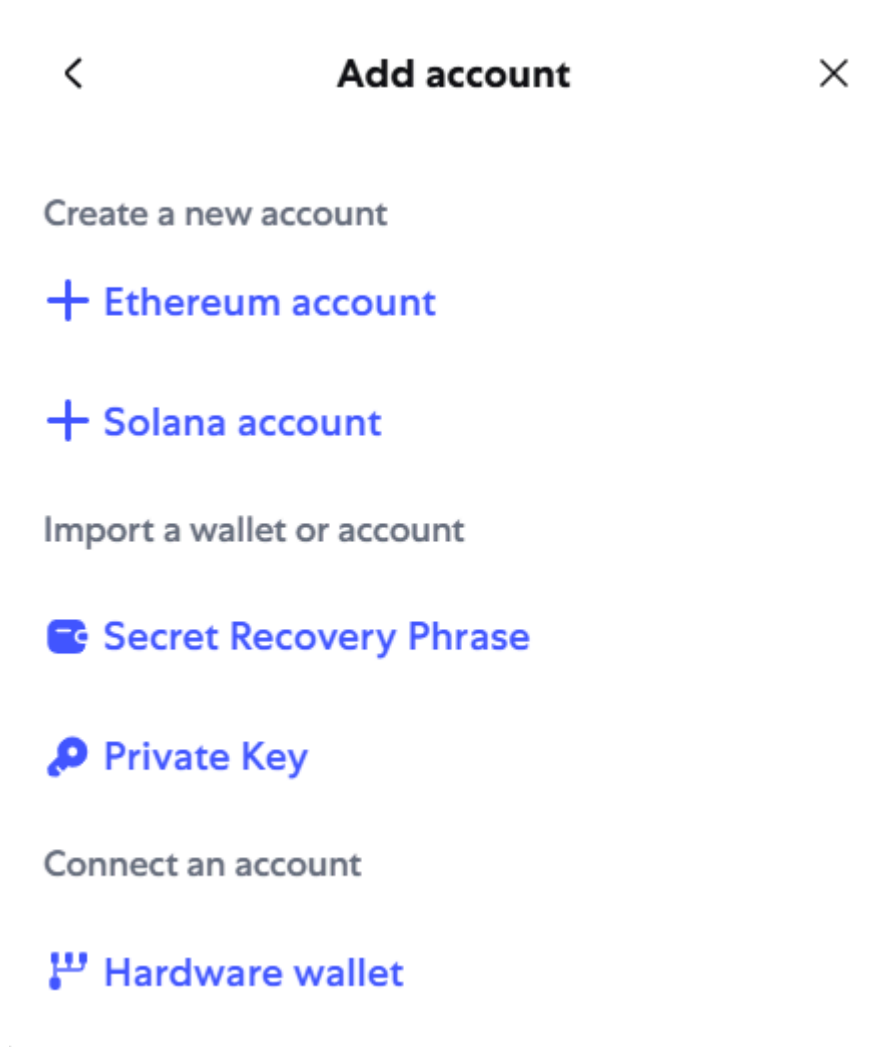 Add account
Create a new account
Ethereum account
Solana account
Import a wallet or account
Secret Recovery Phrase
Private Key
Connect an account
Hardware wallet